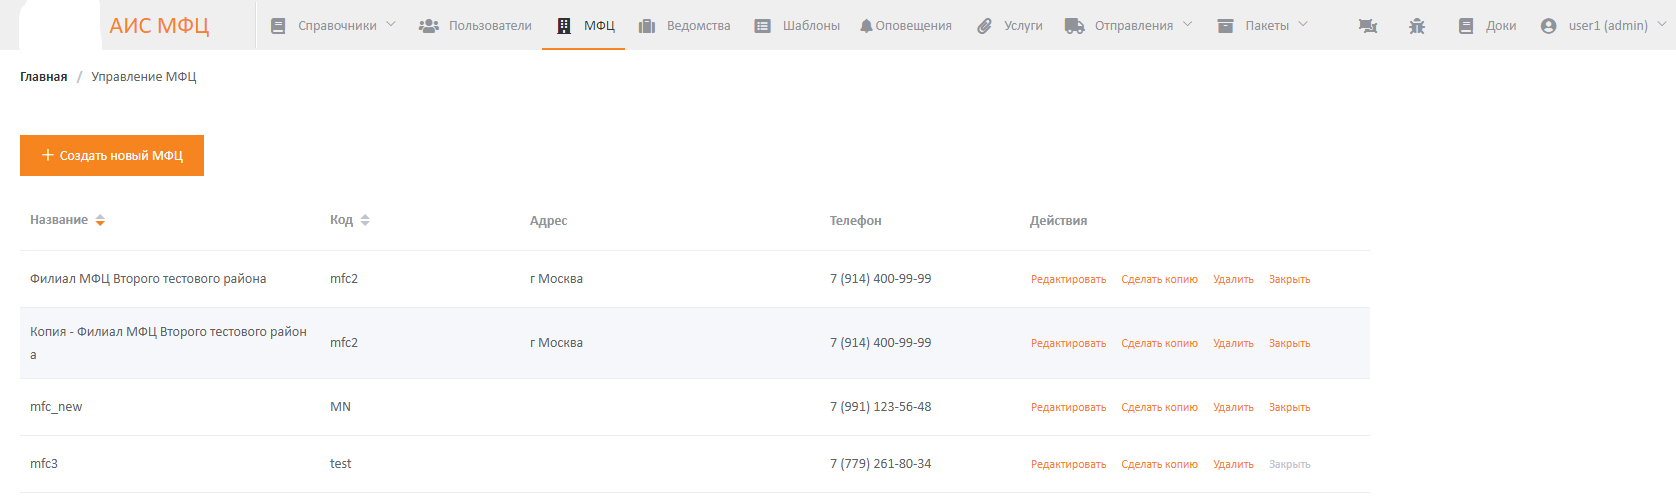 АИС МФЦ Справочники Пользователи МФЦ Ведомства Шаблоны Оповещения Услуги Отправления Пакеты Доки user1 (admin)
Главная / Управление МФЦ
+ Создать новый МФЦ
Название Код Адрес Телефон Действия
Филиал МФЦ Второго тестового района mfc2 г Москва 7 (914) 400-99-99 Редактировать Сделать копию Удалить Закрыть
Копия - Филиал МФЦ Второго тестового район
а mfc2 г Москва 7 (914) 400-99-99 Редактировать Сделать копию Удалить Закрыть
mfc_new MN 7 (991) 123-56-48 Редактировать Сделать копию Удалить Закрыть
mfc3 test 7 (779) 261-80-34 Редактировать Сделать копию Удалить Закрыть